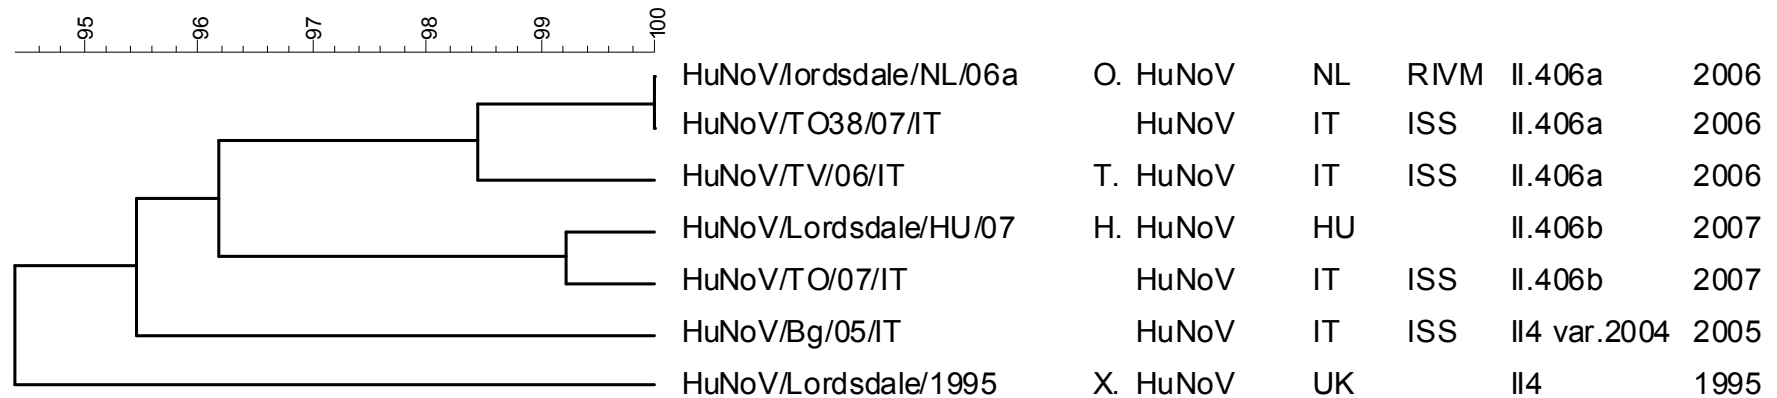 95 96 97 98 99 100
HuNoV/lordsdale/NL/06a O. HuNoV NL RIVM II.406a 2006
HuNoV/TO38/07/IT HuNoV IT ISS II.406a 2006
HuNoV/TV/06/IT T. HuNoV IT ISS II.406a 2006
HuNoV/Lordsdale/HU/07 H. HuNoV HU II.406b 2007
HuNoV/TO/07/IT HuNoV IT ISS II.406b 2007
HuNoV/Bg/05/IT HuNoV IT ISS II4 var.2004 2005
HuNoV/Lordsdale/1995 X. HuNoV UK II4 1995